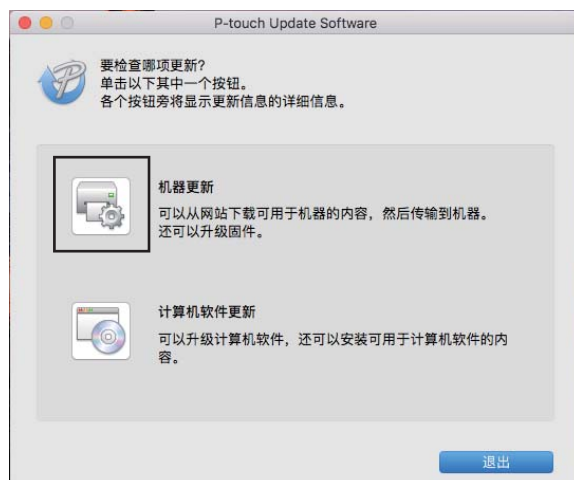 P-touch Update Software
要检查哪项更新?
单击以下其中一个按钮。
各个按钮旁将显示更新信息的详细信息。
机器更新
可以从网站下载可用于机器的内容，然后传输到机器。
还可以升级固件。
计算机软件更新
可以升级计算机软件，还可以安装可用于计算机软件的内
容。
退出